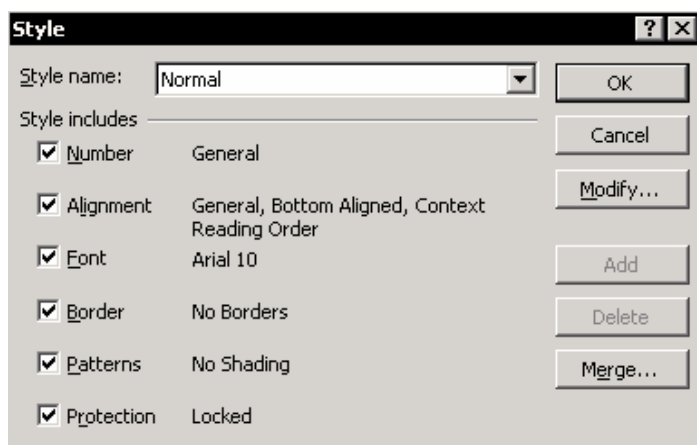 Style
Style name: Normal OK
Style includes Cancel
Number General
Modify...
Alignment General, Bottom Aligned, Context
Reading Order
Font Arial 10 Add
Border No Borders Delete
Patterns No Shading Merge...
Protection Locked